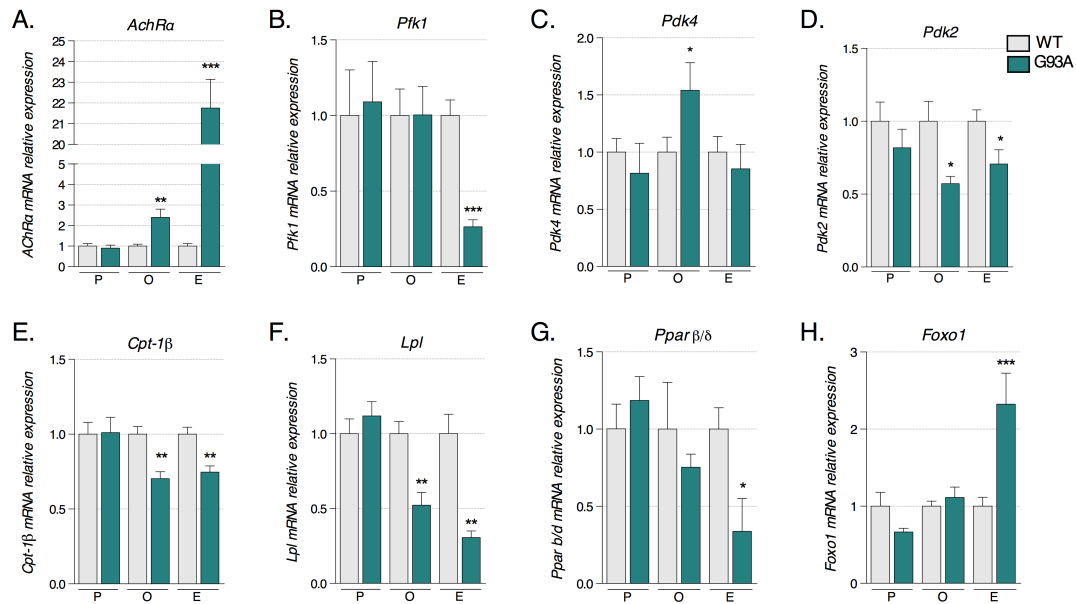 A.
AchRα
AChRα mRNA relative expression
25
24
23
22
21
20
5
4
3
2
1
0
**
***
P O E
B.
Pfk1
Pfk1 mRNA relative expression
1.5
1.0
0.5
0.0
***
P O E
C.
Pdk4
Pdk4 mRNA relative expression
2.0
1.5
1.0
0.5
0.0
*
P O E
D.
Pdk2
Pdk2 mRNA relative expression
1.5
1.0
0.5
0.0
*
*
P O E
WT
G93A
E.
Cpt-1β
Cpt-1β mRNA relative expression
1.5
1.0
0.5
0.0
**
**
P O E
F.
Lpl
Lpl mRNA relative expression
1.5
1.0
0.5
0.0
**
**
P O E
G.
Ppar β/δ
Ppar b/d mRNA relative expression
1.5
1.0
0.5
0.0
*
P O E
H.
Foxo1
Foxo1 mRNA relative expression
3
2
1
0
***
P O E